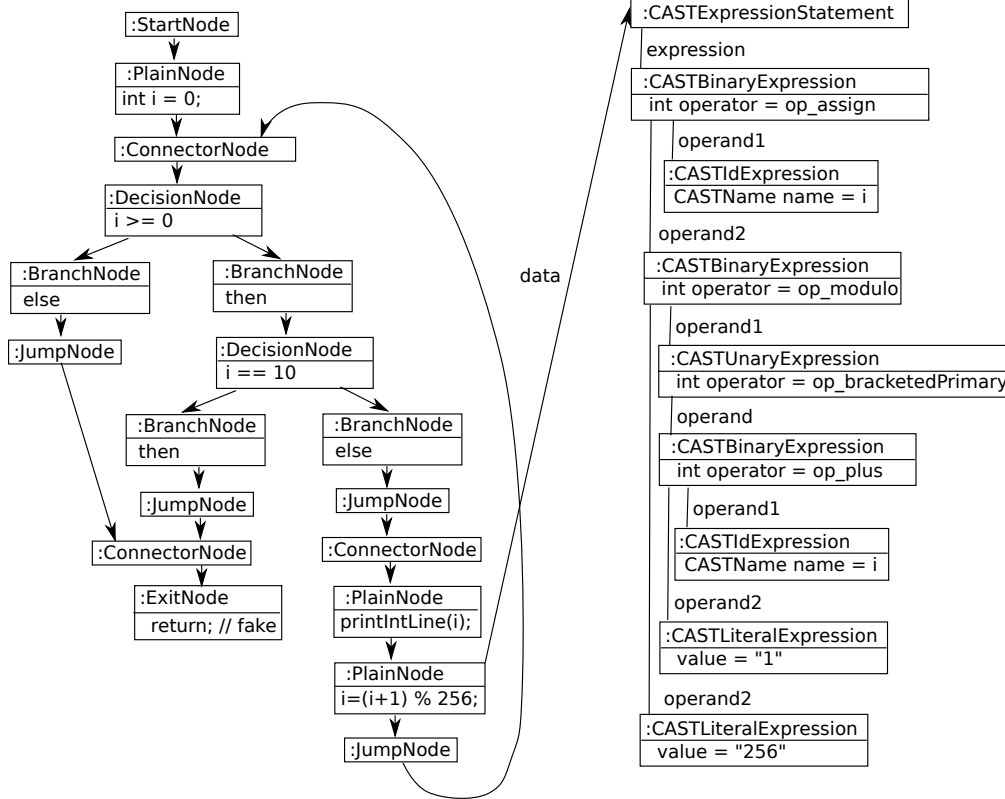 :StartNode
:PlainNode
int i = 0;
:ConnectorNode
:DecisionNode
i >= 0
:BranchNode
else
:JumpNode
:BranchNode
then
:DecisionNode
i == 10
:BranchNode
then
:JumpNode
:ConnectorNode
:ExitNode
return; // fake
:BranchNode
else
:JumpNode
:ConnectorNode
:PlainNode
printIntLine(i);
:PlainNode
i=(i+1) % 256;
:JumpNode
data
:CASTExpressionStatement
expression
:CASTBinaryExpression
int operator = op_assign
operand1
:CASTIdExpression
CASTName name = i
operand2
:CASTBinaryExpression
int operator = op_modulo
operand1
:CASTUnaryExpression
int operator = op_bracketedPrimary
operand
:CASTBinaryExpression
int operator = op_plus
operand1
:CASTIdExpression
CASTName name = i
operand2
:CASTLiteralExpression
value = "1"
operand2
:CASTLiteralExpression
value = "256"